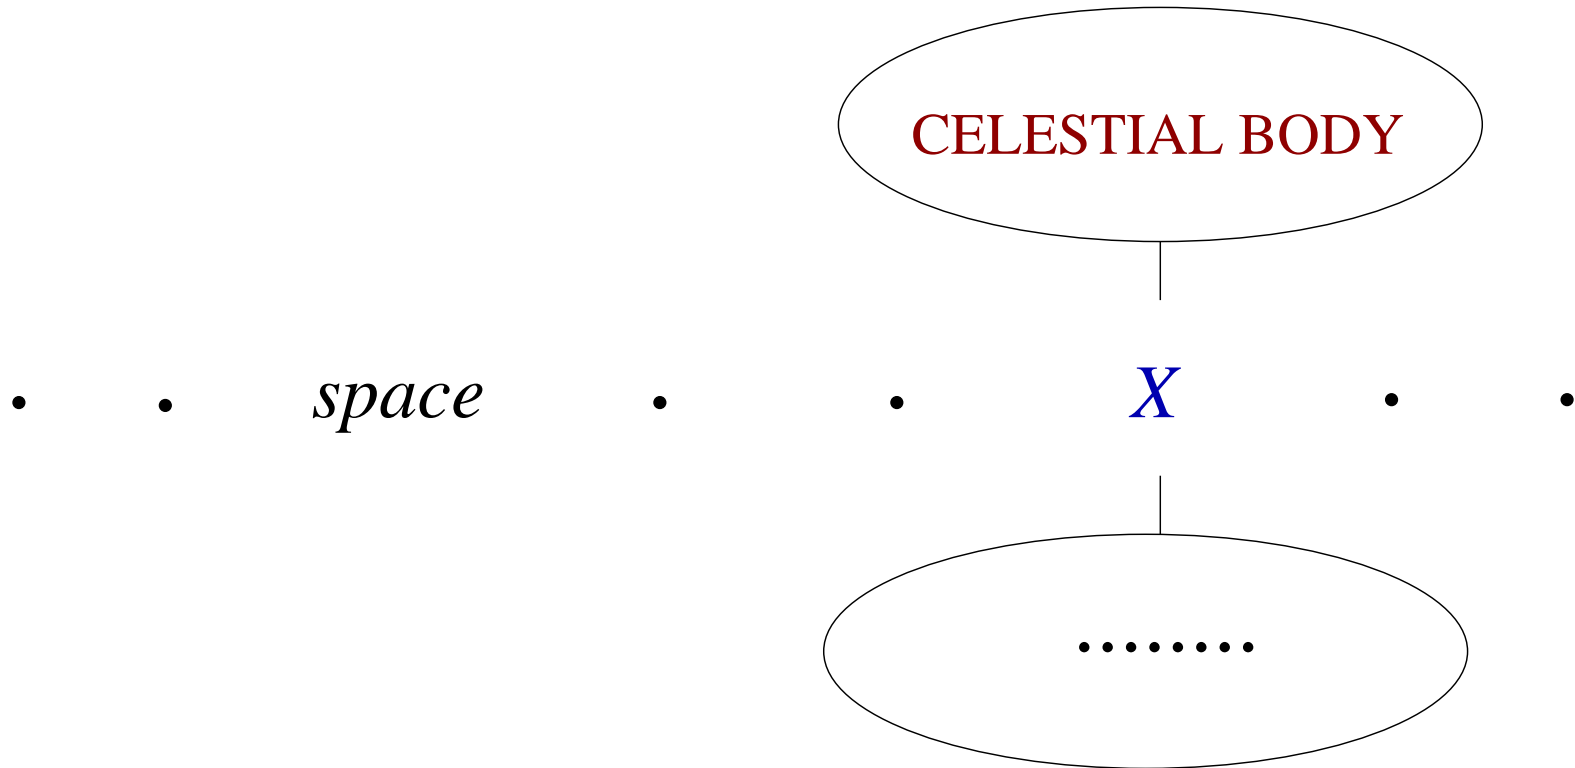 CELESTIAL BODY
• • space • • X • •
••••••••